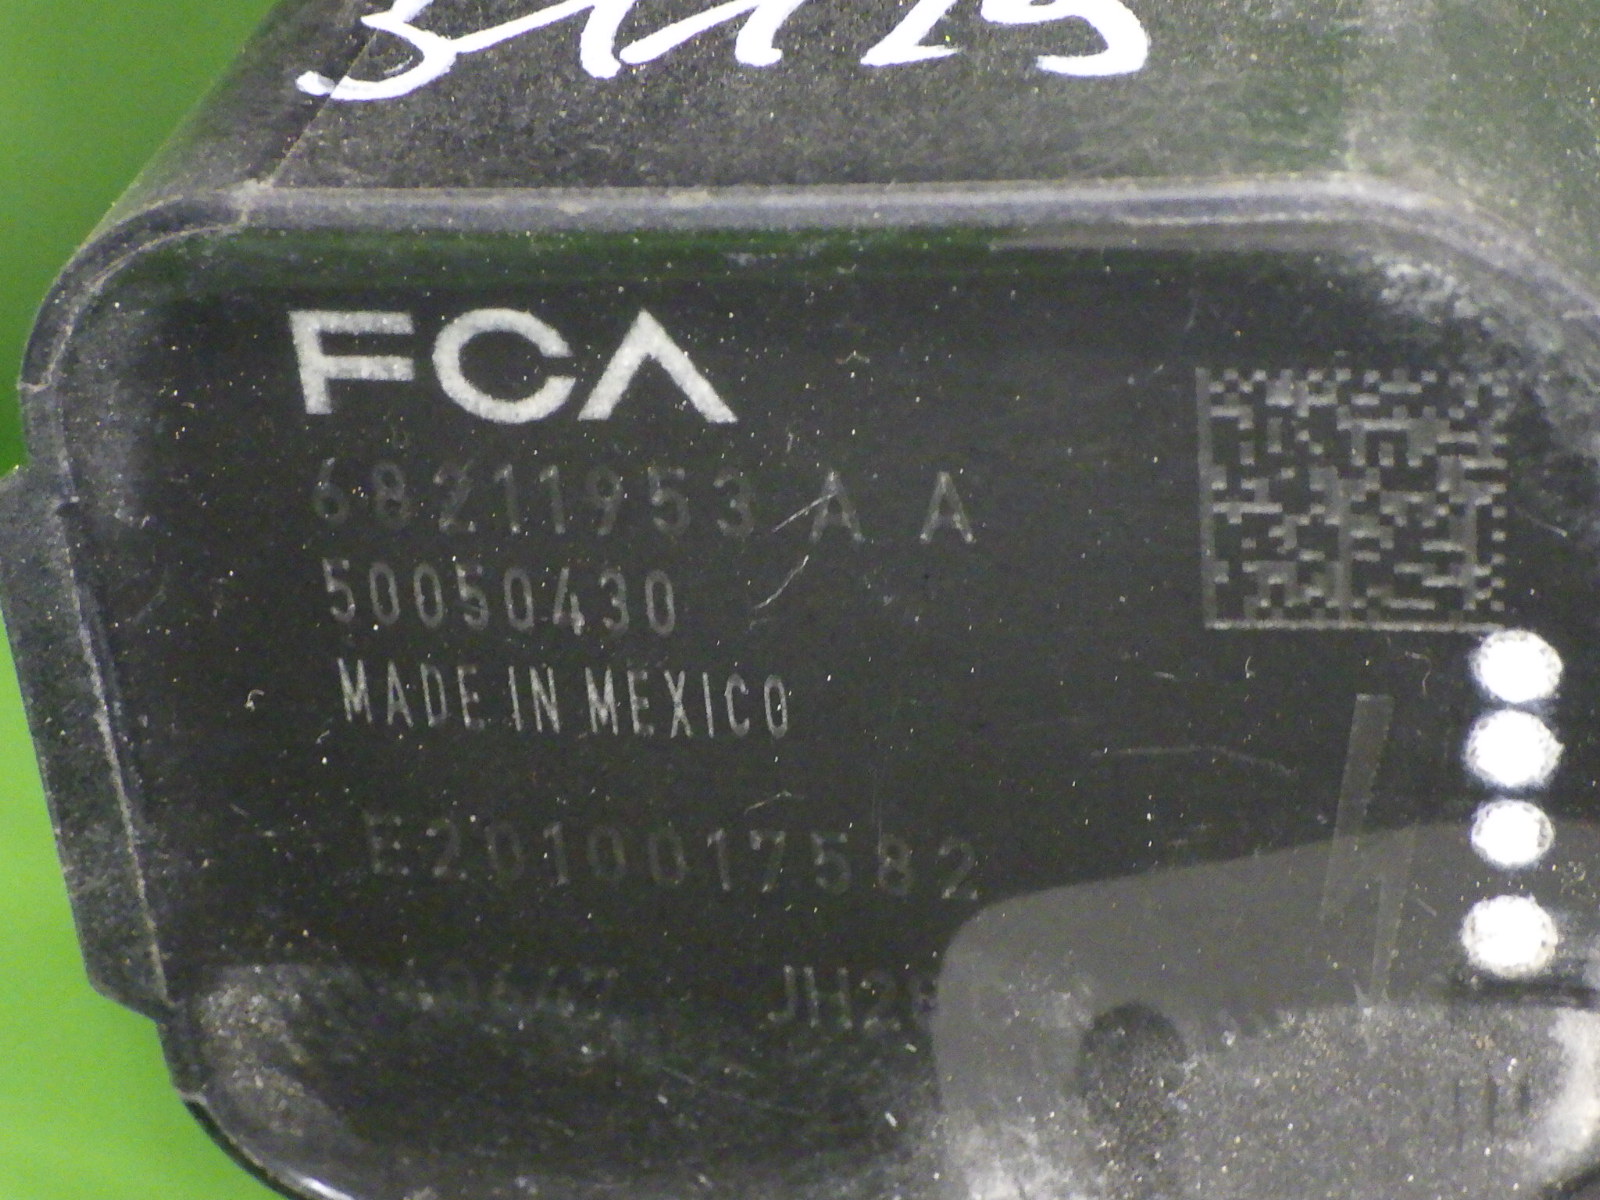 FCA
68211953 A A
50050430
MADE IN MEXICO
E2010017582